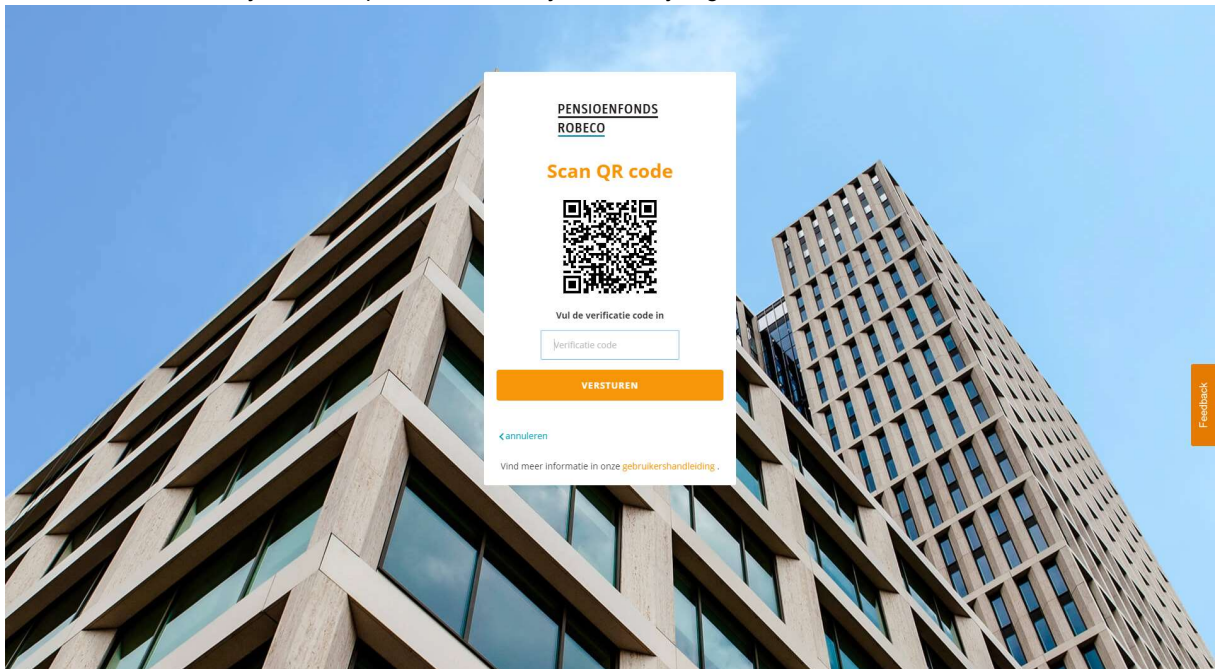 PENSIOENFONDS
ROBECO
Scan QR code
Vul de verificatie code in
Verificatie code
VERSTUREN
annuleren
Vind meer informatie in onze gebruikershandleiding .
Feedback